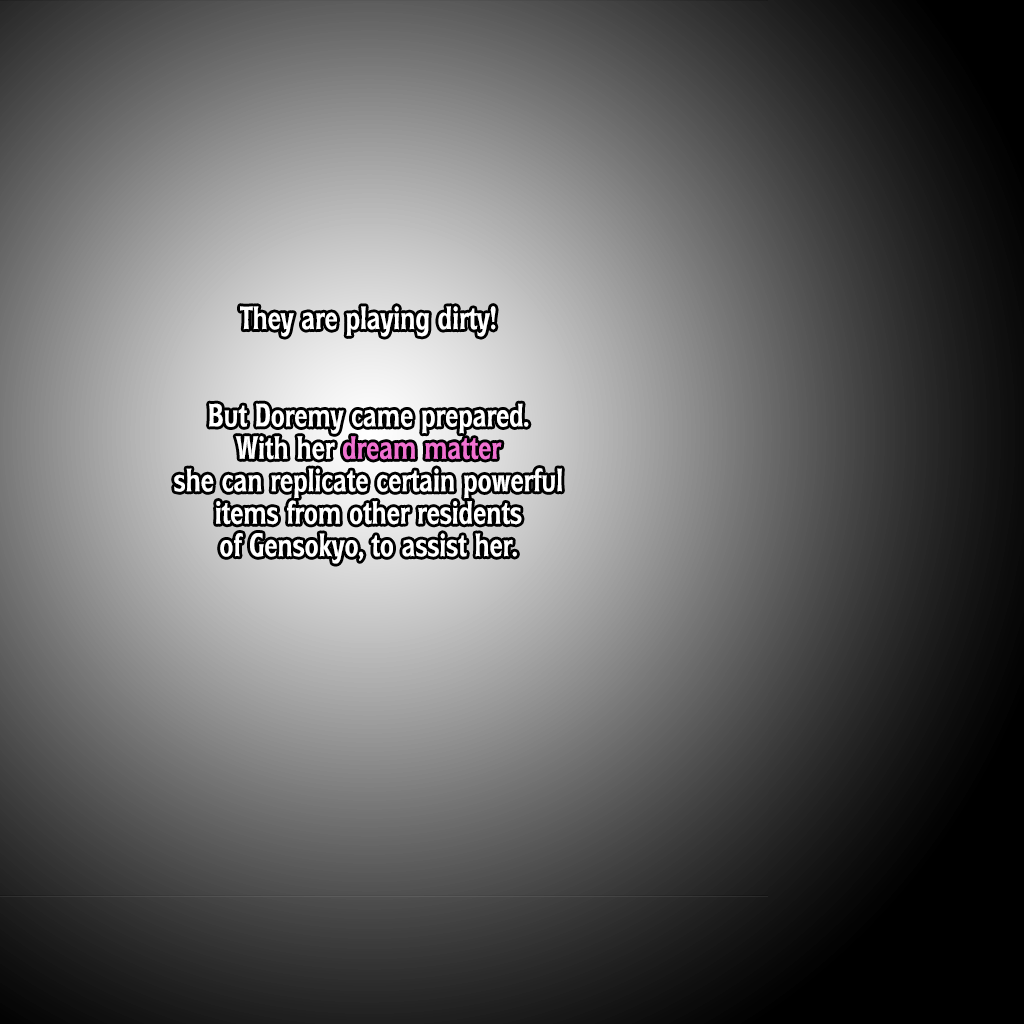 They are playing dirty!
But Doremy came prepared.
With her dream matter
she can replicate certain powerful
items from other residents
of Gensokyo, to assist her.